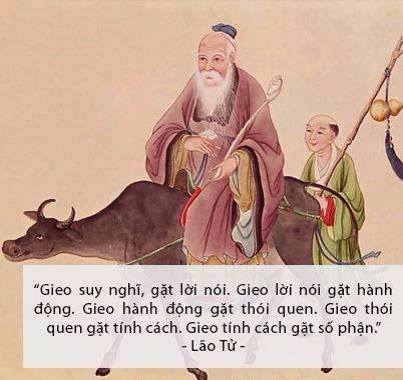 “Gieo suy nghĩ, gặt lời nói. Gieo lời nói gặt hành
động. Gieo hành động gặt thói quen. Gieo thói
quen gặt tính cách. Gieo tính cách gặt số phận.”
- Lão Tử -